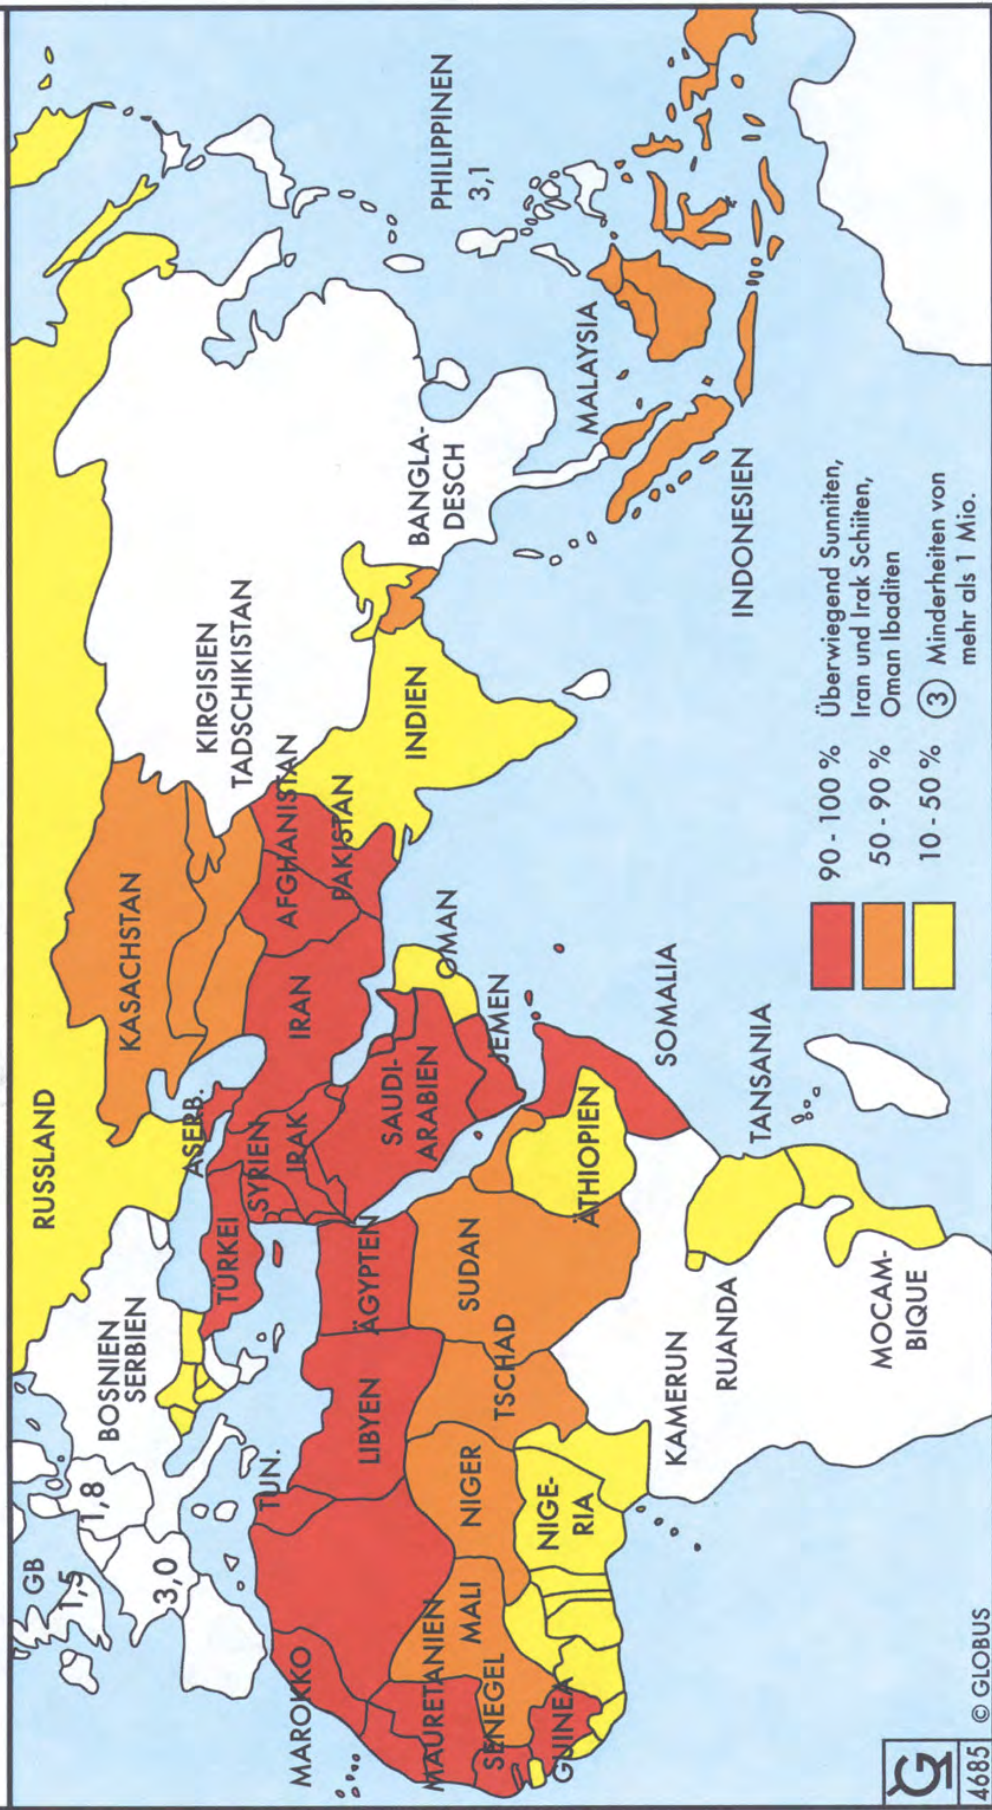 RUSSLAND
GB
1,5
1,8
3,0
BOSNIEN
SERBIEN
KASACHSTAN
KIRGISIEN
TADSCHIKISTAN
ASERB.
TÜRKEI
SYRIEN
IRAK
IRAN
AFGHANISTAN
PAKISTAN
INDIEN
BANGLA-
DESCH
PHILIPPINEN
3,1
MALAYSIA
INDONESIEN
MAROKKO
TUN.
LIBYEN
ÄGYPTEN
SAUDI-
ARABIEN
OMAN
JEMEN
MAURETANIEN
MALI
NIGER
TSCHAD
SUDAN
SENEGEL
GUINEA
NIGE-
RIA
ÄTHIOPIEN
SOMALIA
KAMERUN
RUANDA
TANSANIA
MOCAM-
BIQUE
90 - 100 % Überwiegend Sunniten,
Iran und Irak Schiiten,
50 - 90 % Oman Ibaditen
10 - 50 % (3) Minderheiten von
mehr als 1 Mio.
G
4685 © GLOBUS